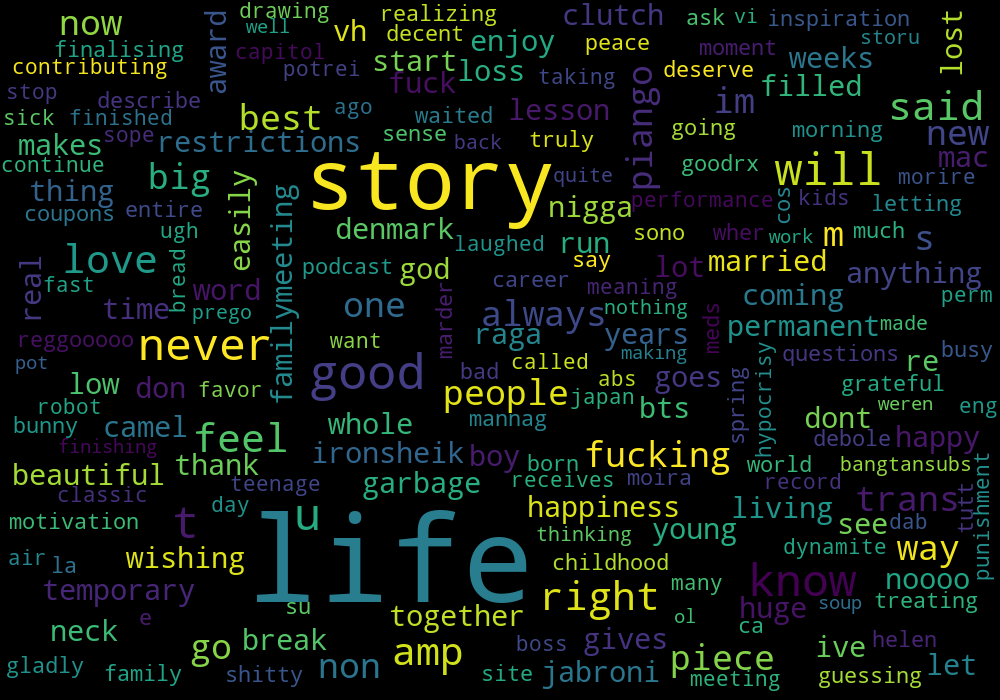 now
drawing
well
realizing
decent
vh
clutch
ask
vi
inspiration
storu
lost
finalising
contributing
award
capitol
potrei
start
enjoy
peace
moment
loss
fuck
taking
deserve
weeks
filled
stop
describe
sick
finished
best
ago
waited
lesson
piango
im
said
makes
sope
restrictions
sense
back
truly
going
morning
new
continue
thing
big
easily
story
quite
goodrx
will
mac
morire
coupons
entire
familymeeting
nigga
performance
cos
kids
letting
ugh
denmark
laughed
run
sono
wher
work
m
much
s
real
love
bread
podcast
god
say
lot
married
anything
fast
word
career
meaning
time
prego
one
marder
always
nothing
coming
perm
reggooooo
never
want
raga
years
meds
permanent
made
making
pot
good
called
hypocrisy
questions
re
busy
low
don
favor
bad
abs
goes
spring
grateful
robot
people
japan
bts
weren
eng
bunny
camel
feel
whole
mannag
dont
finishing
ironsheik
boy
fucking
debole
happy
beautiful
thank
born
world
bangtansubs
classic
teenage
garbage
receives
moira
record
tutt
punishment
motivation
day
t
u
happiness
living
trans
young
see
dab
air
la
wishing
life
thinking
childhood
dynamite
way
temporary
su
right
many
know
noooo
e
together
ol
huge
soup
treating
neck
go
break
amp
boss
gives
ca
ive
helen
gladly
family
shitty
non
site
jabroni
piece
meeting
guessing
let